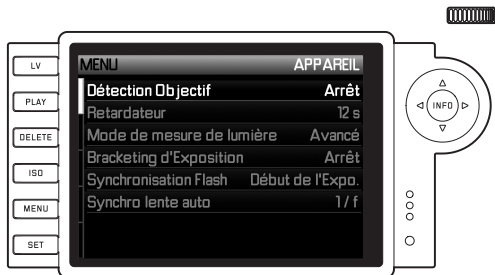 LV
PLAY
DELETE
ISO
MENU
SET
MENU APPAREIL
Détection Objectif Arrêt
Retardateur 12 s
Mode de mesure de lumière Avancé
Bracketing d'Exposition Arrêt
Synchronisation Flash Début de l'Expo.
Synchro lente auto 1 / f
INFO